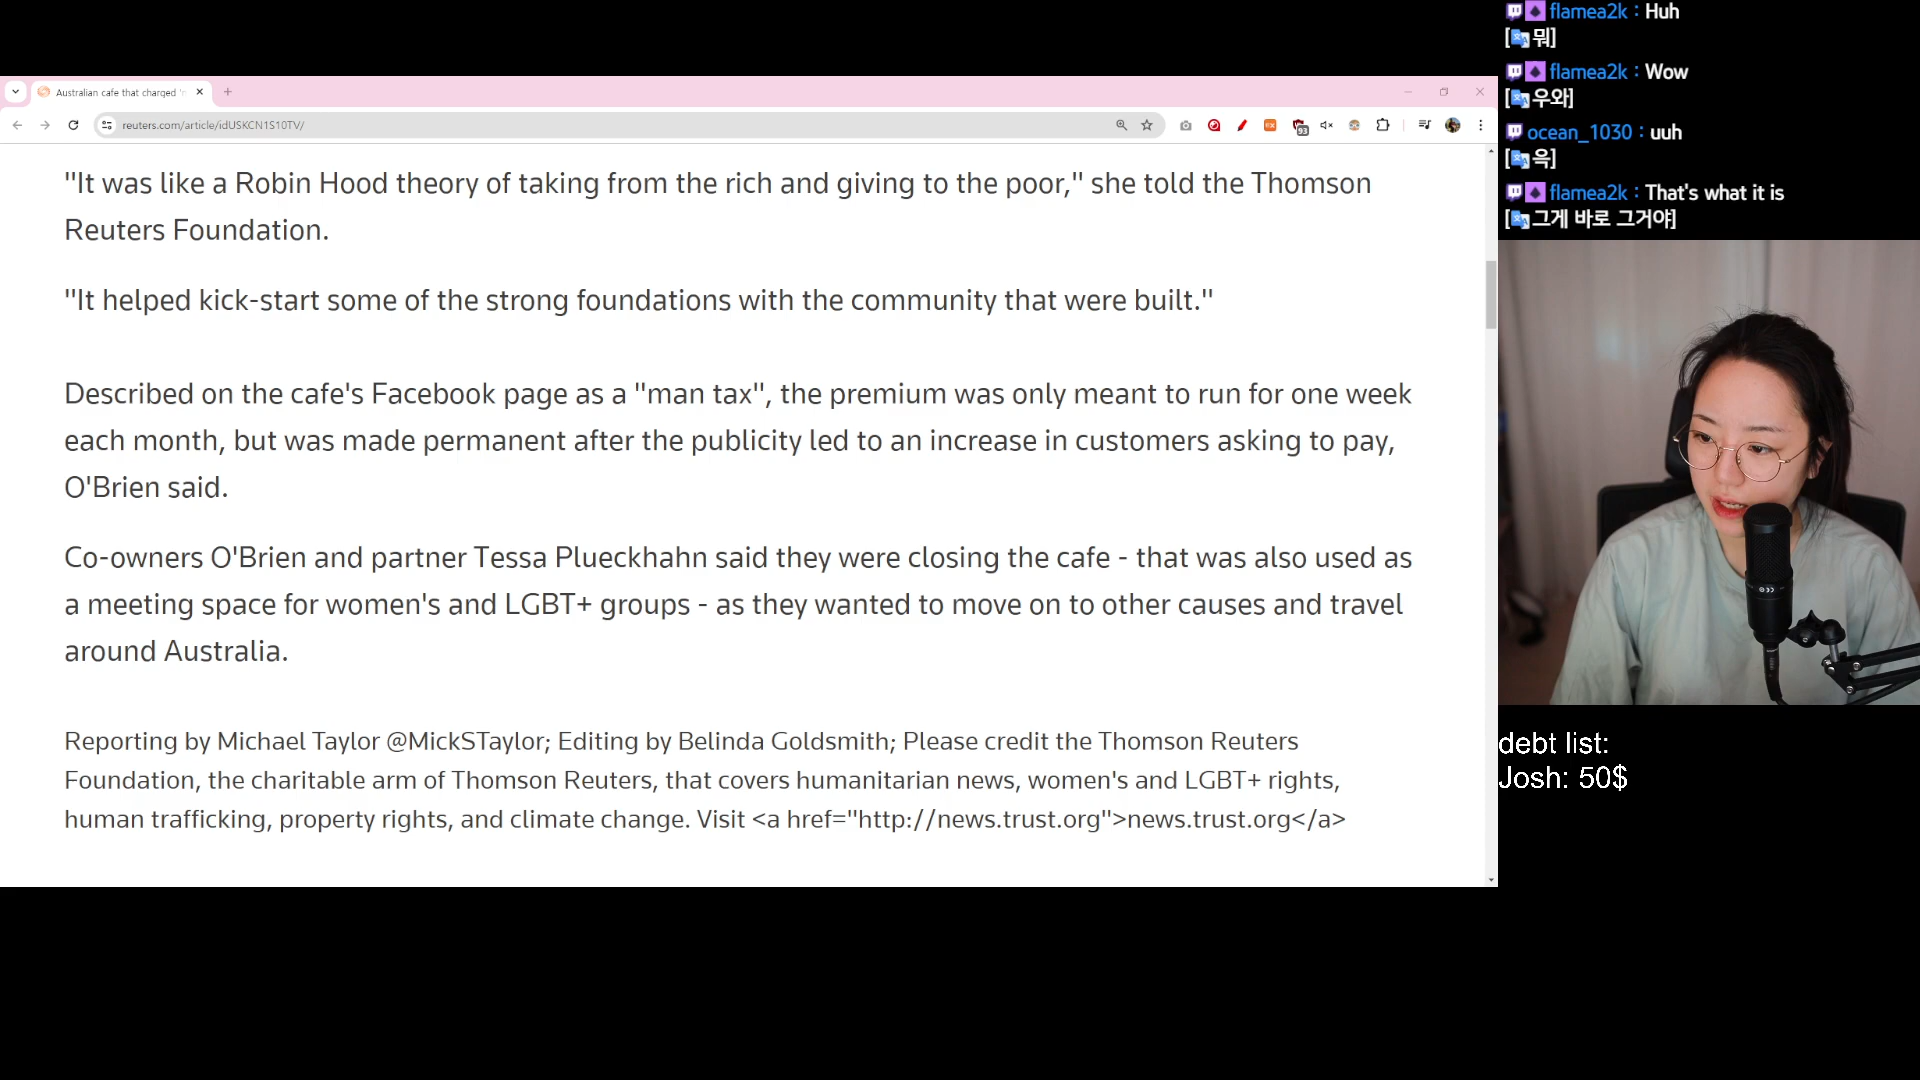 Australian cafe that charged 'm
reuters.com/article/idUSKCN1S10TV/
93
"It was like a Robin Hood theory of taking from the rich and giving to the poor," she told the Thomson
Reuters Foundation.
"It helped kick-start some of the strong foundations with the community that were built."
Described on the cafe's Facebook page as a "man tax", the premium was only meant to run for one week
each month, but was made permanent after the publicity led to an increase in customers asking to pay,
O'Brien said.
Co-owners O'Brien and partner Tessa Plueckhahn said they were closing the cafe - that was also used as
a meeting space for women's and LGBT+ groups - as they wanted to move on to other causes and travel
around Australia.
Reporting by Michael Taylor @MickSTaylor; Editing by Belinda Goldsmith; Please credit the Thomson Reuters
Foundation, the charitable arm of Thomson Reuters, that covers humanitarian news, women's and LGBT+ rights,
human trafficking, property rights, and climate change. Visit <a href="http://news.trust.org">news.trust.org</a>
flamea2k : Huh
[뭐]
flamea2k : Wow
[우와]
ocean_1030 : uuh
[윽]
flamea2k : That's what it is
[그게 바로 그거야]
debt list:
Josh: 50$